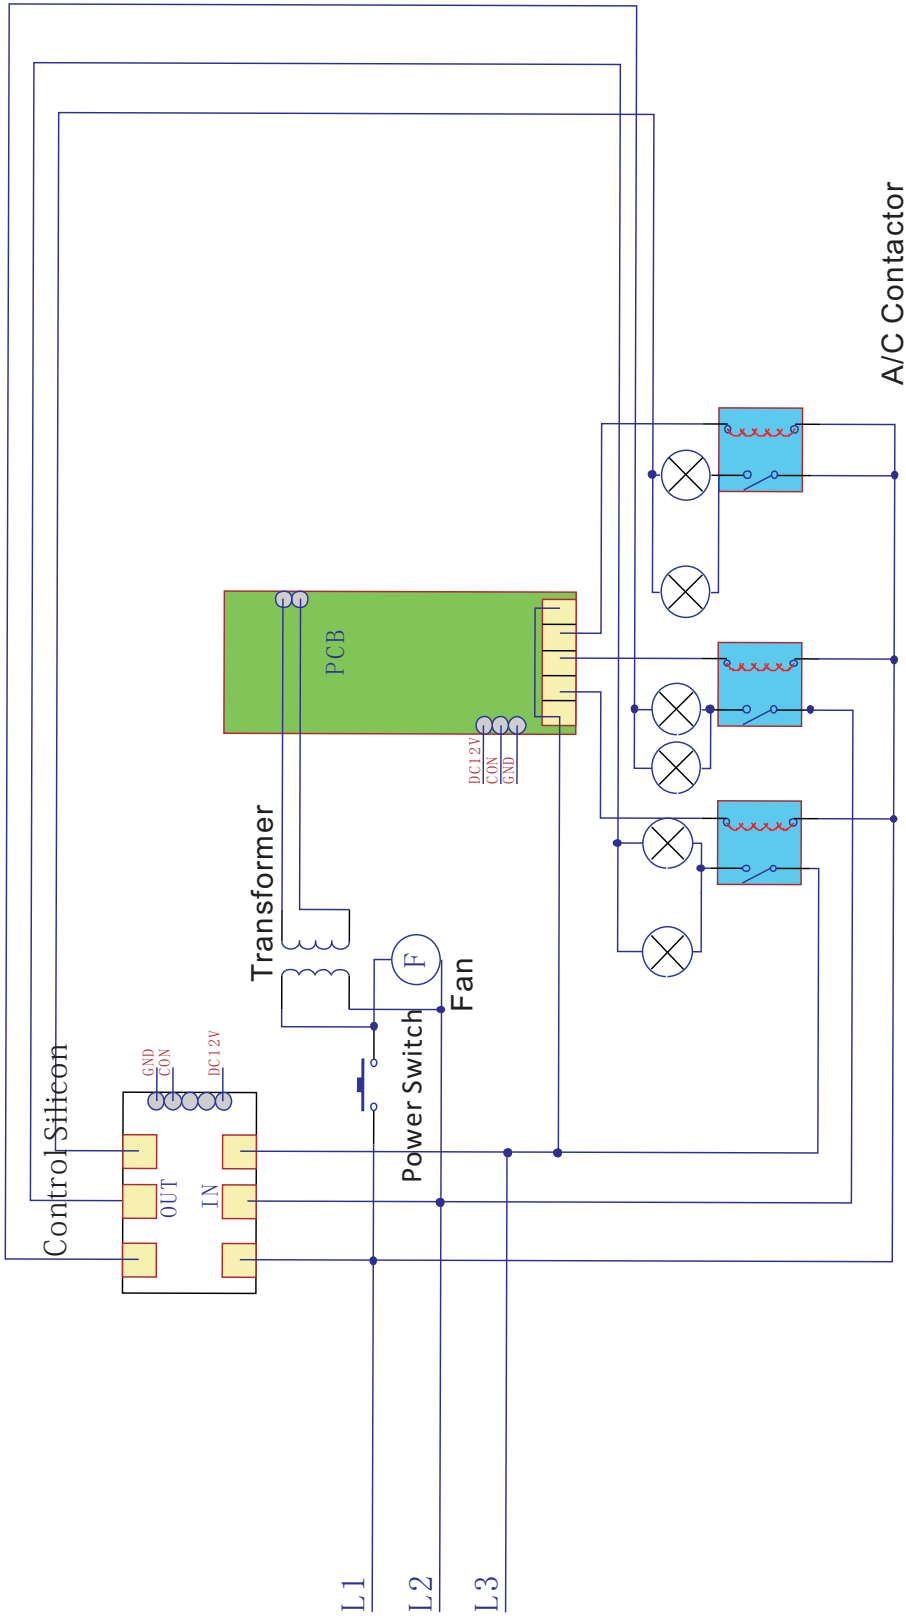 A/C Contactor
PCB
DC12V
CON
GND
Transformer
F
Fan
Power Switch
Control Silicon
GND
CON
DC12V
OUT
IN
L1
L2
L3